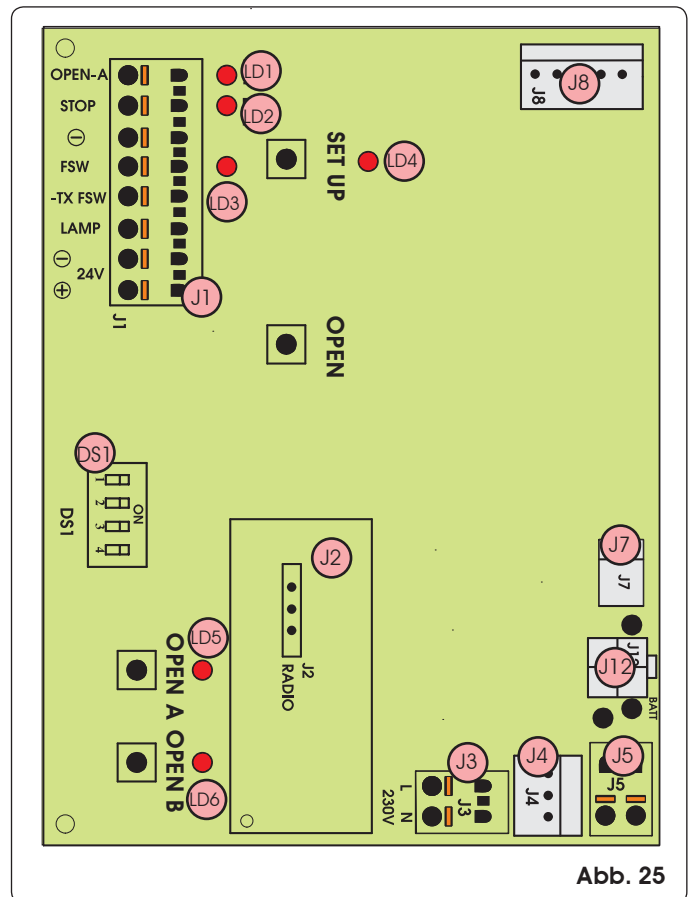 OPEN-A
LD1
J8
J8
STOP
LD2
⊖
SET UP
LD4
FSW
-TX FSW
LD3
LAMP
⊖
24V
⊕
J1
J1
OPEN
DS1
1
2
3
4
ON
DS1
J2
J7
J7
J2
RADIO
LD5
OPEN A
OPEN B
LD6
J12
BATT
J3
J4
J5
L
N
230V
J3
J4
J5
Abb. 25